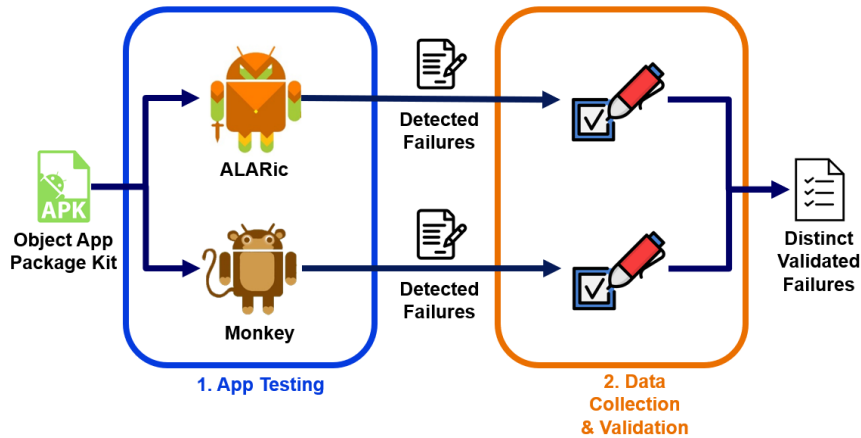 ALARic
Detected
Failures
APK
Object App
Package Kit
Monkey
Detected
Failures
Distinct
Validated
Failures
1. App Testing
2. Data
Collection
& Validation